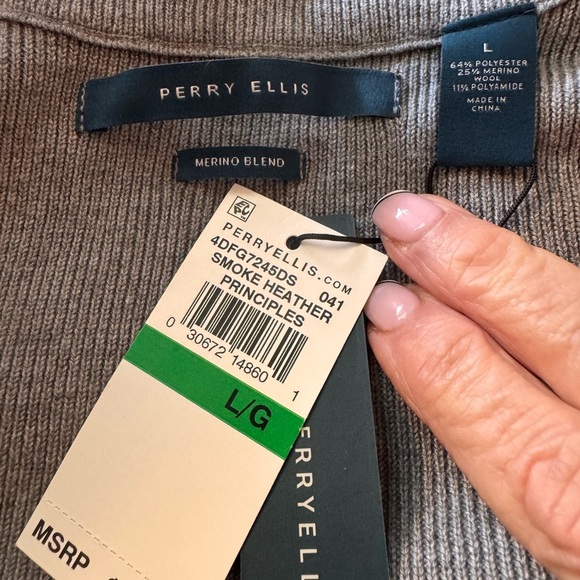 PERRY ELLIS
MERINO BLEND
L
64% POLYESTER
25% MERINO
WOOL
11% POLYAMIDE
MADE IN
CHINA
PERRYELLIS.COM
4DFG7245DS 041
SMOKE HEATHER
PRINCIPLES
0 30672 14860 1
L/G
MSRP
ERRYELL